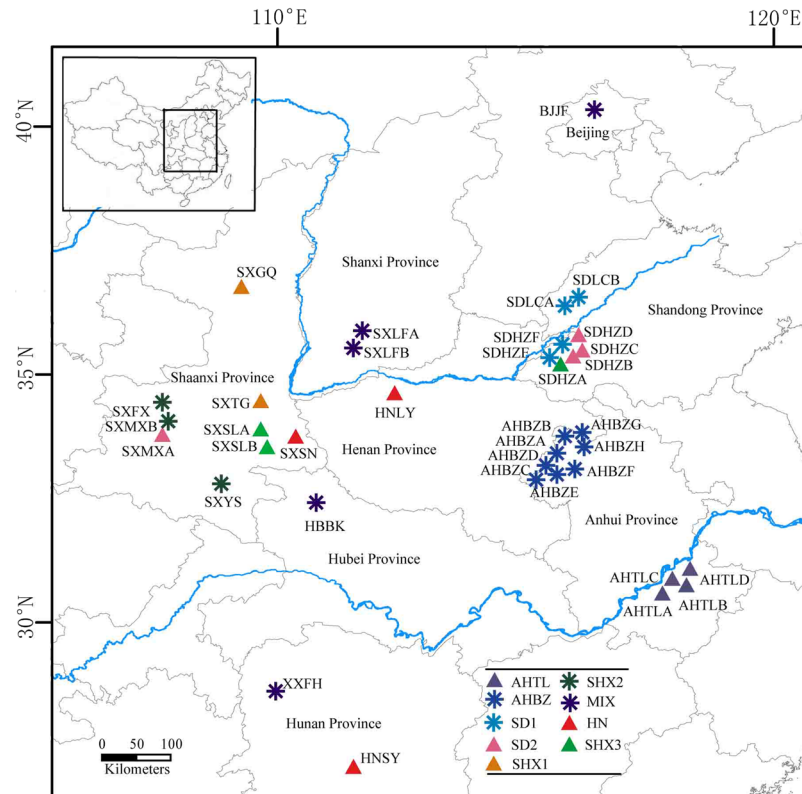 110°E
120°E
40°N
35°N
30°N
BJJF
Beijing
SXGQ
Shanxi Province
SDLCB
SDLCA
Shandong Province
SXLFA
SXLFB
SDHZF
SDHZD
SDHZE
SDHZC
SDHZB
SDHZA
Shaanxi Province
SXFX
SXTG
HNLY
SXMXB
SXMXA
SXSLA
SXSLB
SXSN
Henan Province
AHBZB
AHBZG
AHBZA
AHBZH
AHBZD
AHBZC
AHBZF
AHBZE
SXYS
HBBK
Anhui Province
Hubei Province
AHTLC
AHTLD
AHTLA
AHTLB
XXFH
Hunan Province
HNSY
AHTL
SHX2
AHBZ
MIX
SD1
HN
SD2
SHX3
SHX1
0 50 100
Kilometers